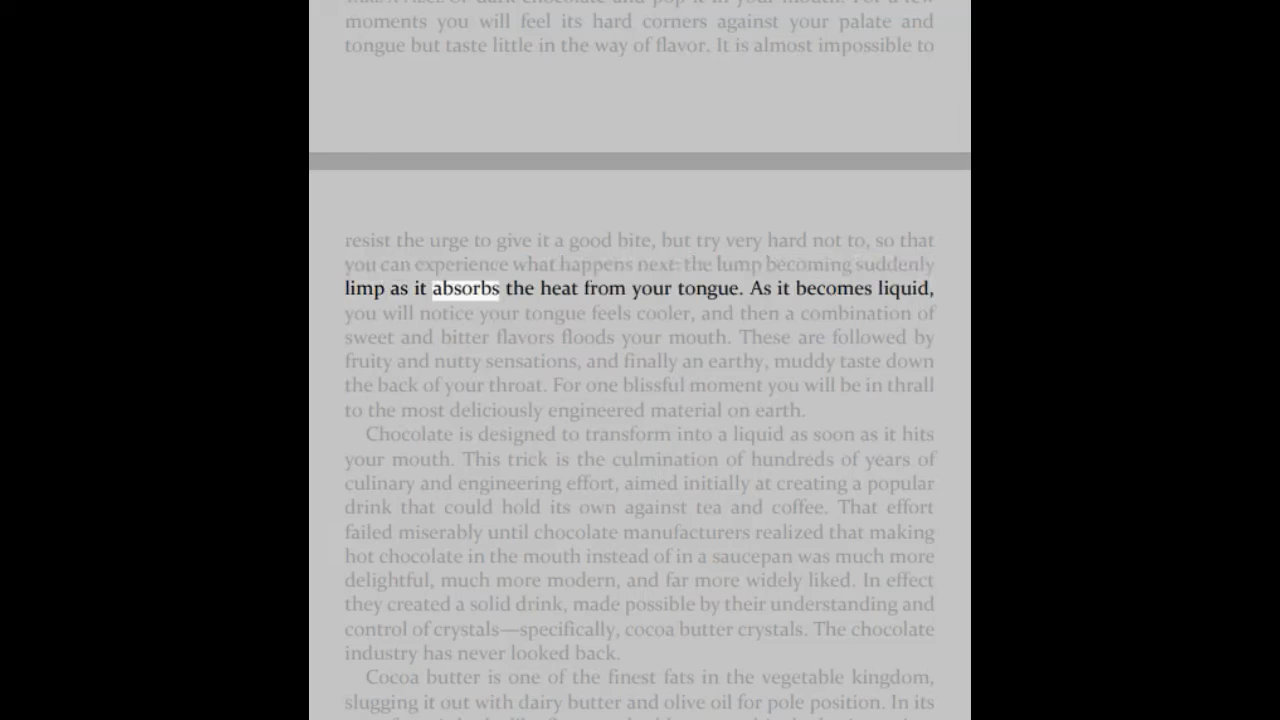 of dark chocolate and pop it in your mouth. For a few
moments you will feel its hard corners against your palate and
tongue but taste little in the way of flavor. It is almost impossible to
resist the urge to give it a good bite, but try very hard not to, so that
you can experience what happens next: the lump becoming suddenly
limp as it absorbs the heat from your tongue. As it becomes liquid,
you will notice your tongue feels cooler, and then a combination of
sweet and bitter flavors floods your mouth. These are followed by
fruity and nutty sensations, and finally an earthy, muddy taste down
the back of your throat. For one blissful moment you will be in thrall
to the most deliciously engineered material on earth.
Chocolate is designed to transform into a liquid as soon as it hits
your mouth. This trick is the culmination of hundreds of years of
culinary and engineering effort, aimed initially at creating a popular
drink that could hold its own against tea and coffee. That effort
failed miserably until chocolate manufacturers realized that making
hot chocolate in the mouth instead of in a saucepan was much more
delightful, much more modern, and far more widely liked. In effect
they created a solid drink, made possible by their understanding and
control of crystals—specifically, cocoa butter crystals. The chocolate
industry has never looked back.
Cocoa butter is one of the finest fats in the vegetable kingdom,
slugging it out with dairy butter and olive oil for pole position. In its